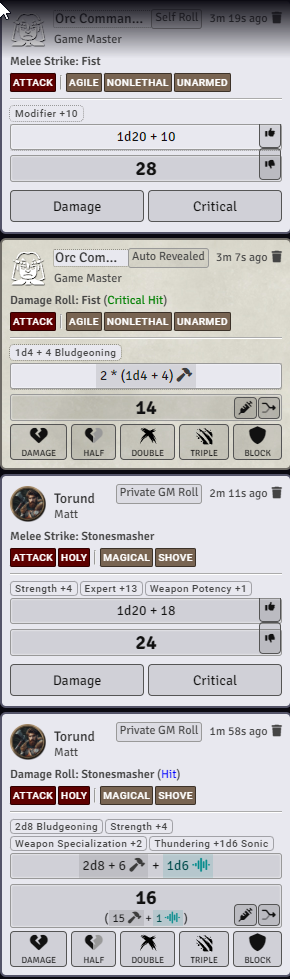 Orc Comman... Self Roll 3m 19s ago
Game Master
Melee Strike: Fist
ATTACK AGILE NONLETHAL UNARMED
Modifier +10
1d20 + 10
28
Damage Critical
Orc Com... Auto Revealed 3m 7s ago
Game Master
Damage Roll: Fist (Critical Hit)
ATTACK AGILE NONLETHAL UNARMED
1d4 + 4 Bludgeoning
2 * (1d4 + 4)
14
DAMAGE HALF DOUBLE TRIPLE BLOCK
Torund Private GM Roll 2m 11s ago
Matt
Melee Strike: Stonesmasher
ATTACK HOLY MAGICAL SHOVE
Strength +4 Expert +13 Weapon Potency +1
1d20 + 18
24
Damage Critical
Torund Private GM Roll 1m 58s ago
Matt
Damage Roll: Stonesmasher (Hit)
ATTACK HOLY MAGICAL SHOVE
2d8 Bludgeoning Strength +4
Weapon Specialization +2 Thundering +1d6 Sonic
2d8 + 6 + 1d6
16
( 15 + 1 )
DAMAGE HALF DOUBLE TRIPLE BLOCK